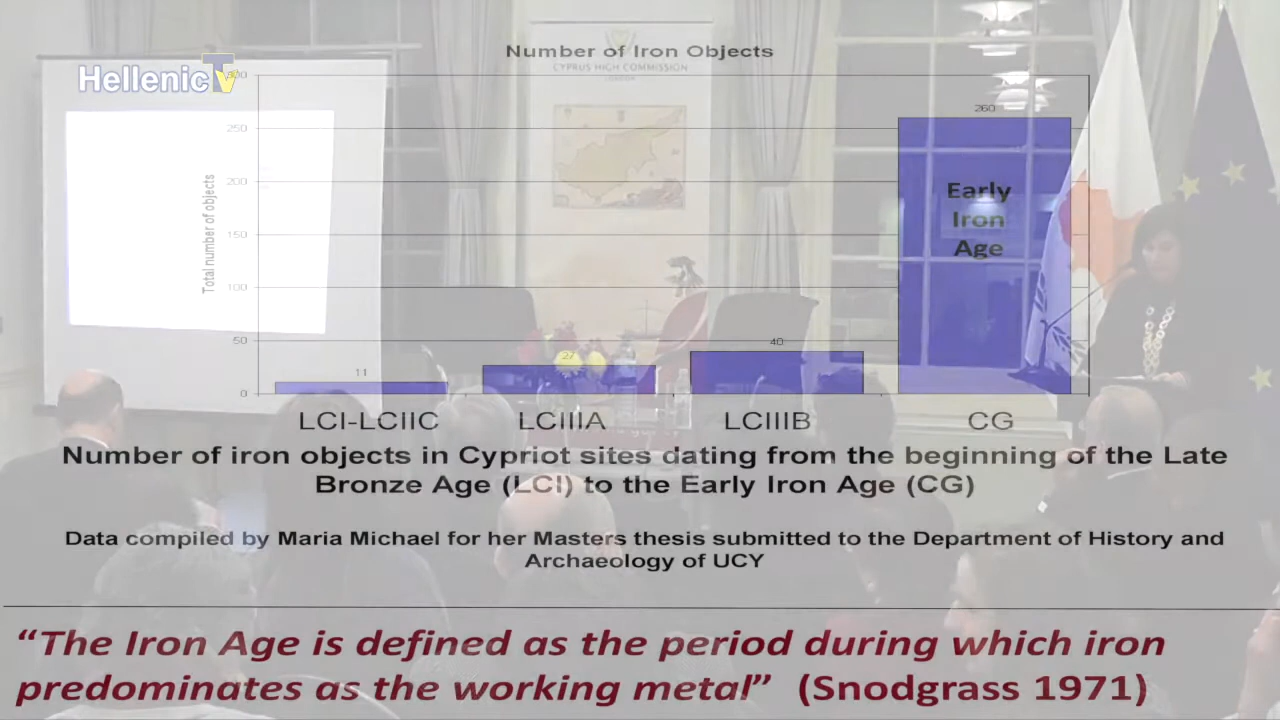 Number of Iron Objects
HellenicTv
CYPRUS HIGH COMMISSION
LONDON
300
250
200
150
100
50
0
Total number of objects
11
27
40
260
Early
Iron
Age
LCI-LCIIC
LCIIIA
LCIIIB
CG
Number of iron objects in Cypriot sites dating from the beginning of the Late
Bronze Age (LCI) to the Early Iron Age (CG)
Data compiled by Maria Michael for her Masters thesis submitted to the Department of History and
Archaeology of UCY
“The Iron Age is defined as the period during which iron
predominates as the working metal” (Snodgrass 1971)